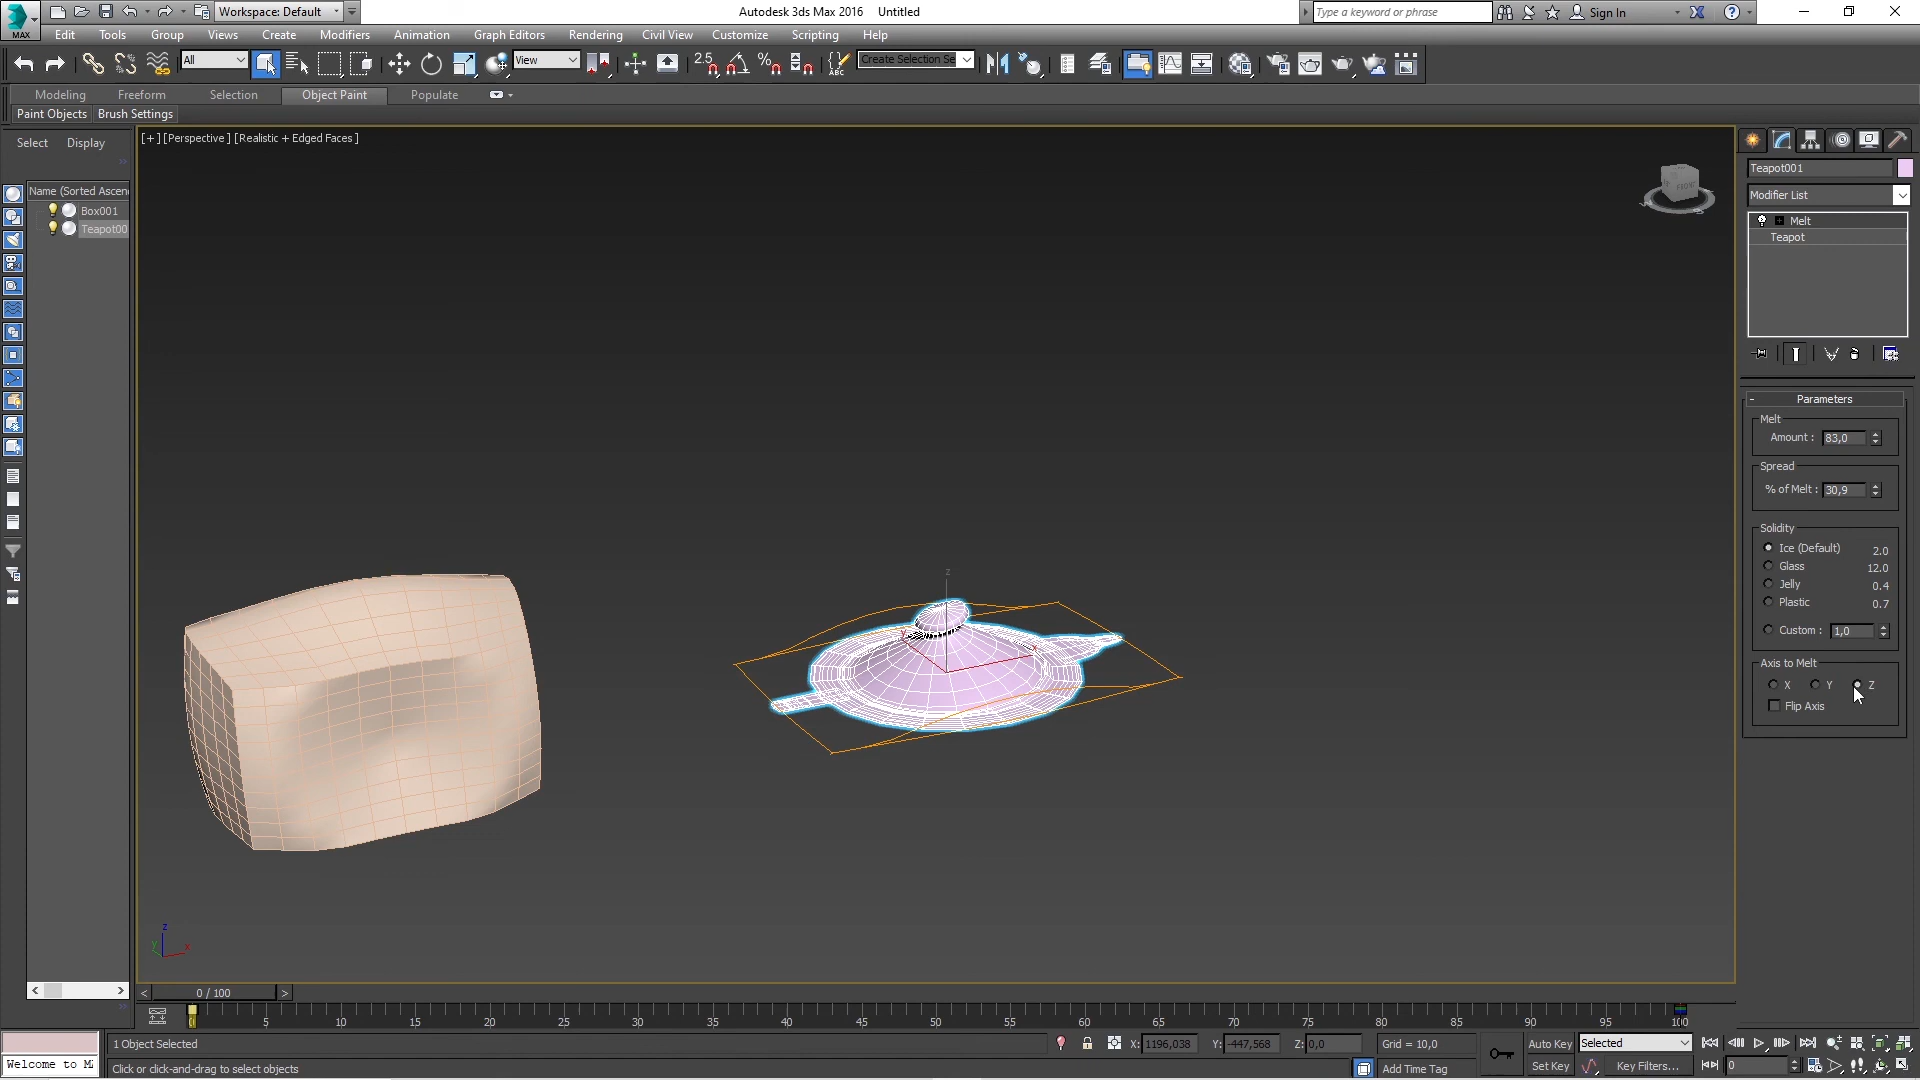 MAX
Workspace: Default
Autodesk 3ds Max 2016 Untitled
Type a keyword or phrase
Sign In
Edit Tools Group Views Create Modifiers Animation Graph Editors Rendering Civil View Customize Scripting Help
All
View
2.5
ABC
Create Selection Se
Modeling Freeform Selection Object Paint Populate
Paint Objects Brush Settings
Select Display
[+] [Perspective ] [Realistic + Edged Faces ]
Name (Sorted Ascen
Box001
Teapot00
FRONT
Teapot001
Modifier List
Melt
Teapot
Parameters
Melt
Amount : 83,0
Spread
% of Melt : 30,9
Solidity
Ice (Default) 2.0
Glass 12.0
Jelly 0.4
Plastic 0.7
Custom : 1,0
Axis to Melt
X Y Z
Flip Axis
z
z
y x
< 0 / 100 >
5 10 15 20 25 30 35 40 45 50 55 60 65 70 75 80 85 90 95 100
1 Object Selected
X: 1196,038 Y: -447,568 Z: 0,0 Grid = 10,0
Auto Key Selected
Welcome to M
Click or click-and-drag to select objects
Add Time Tag
Set Key Key Filters...
0